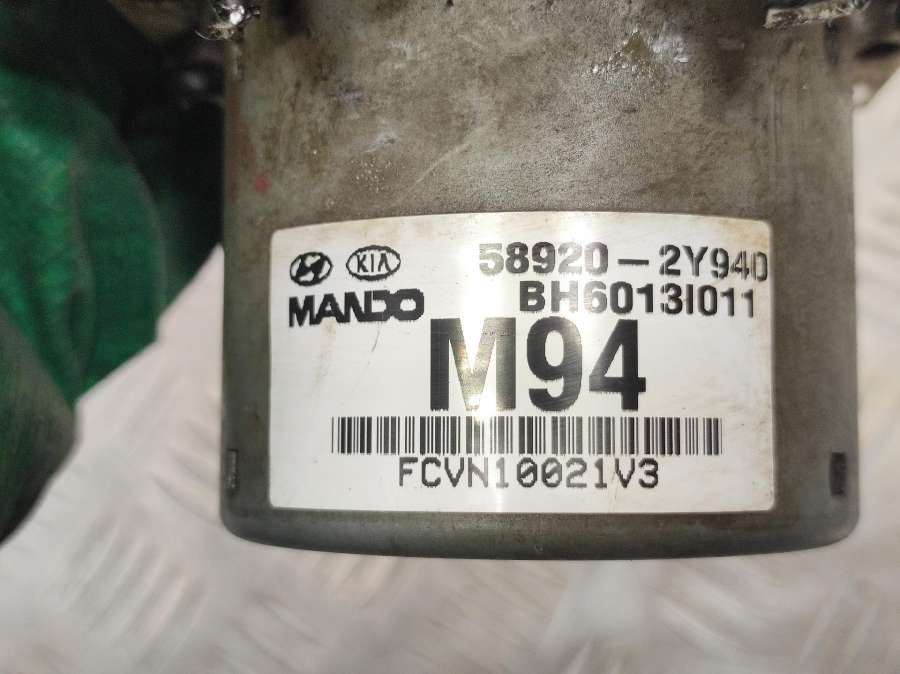 KIA 58920-2Y940
MANDO BH6013I011
M94
FCVN10021V3